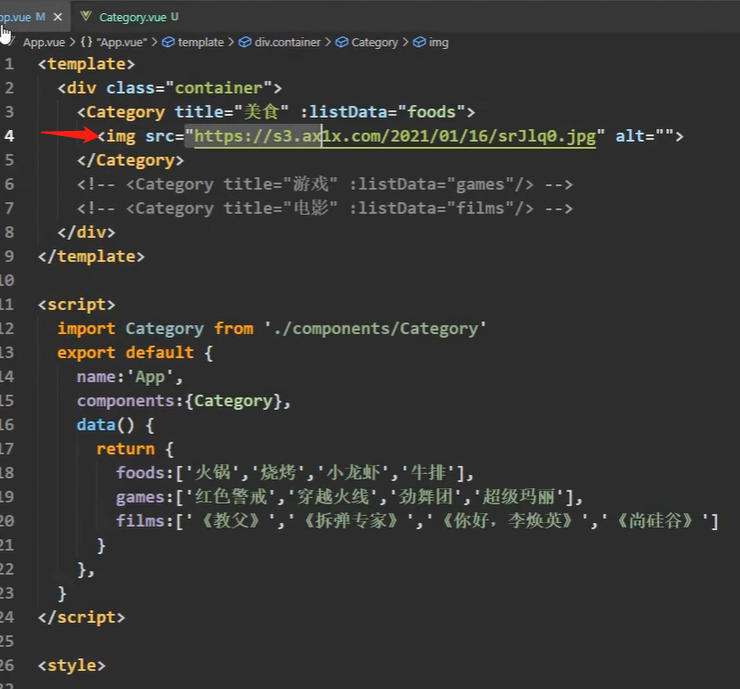 pp.vue M × Category.vue U
App.vue > {} "App.vue" > template > div.container > Category > img
1 <template>
2 <div class="container">
3 <Category title="美食" :listData="foods">
4 <img src="https://s3.ax1x.com/2021/01/16/srJlq0.jpg" alt="">
5 </Category>
6 <!-- <Category title="游戏" :listData="games"/> -->
7 <!-- <Category title="电影" :listData="films"/> -->
8 </div>
9 </template>
10
11 <script>
12 import Category from './components/Category'
13 export default {
14 name:'App',
15 components:{Category},
16 data() {
17 return {
18 foods:['火锅','烧烤','小龙虾','牛排'],
19 games:['红色警戒','穿越火线','劲舞团','超级玛丽'],
20 films:['《教父》','《拆弹专家》','《你好，李焕英》','《尚硅谷》']
21 }
22 },
23 }
24 </script>
25
26 <style>